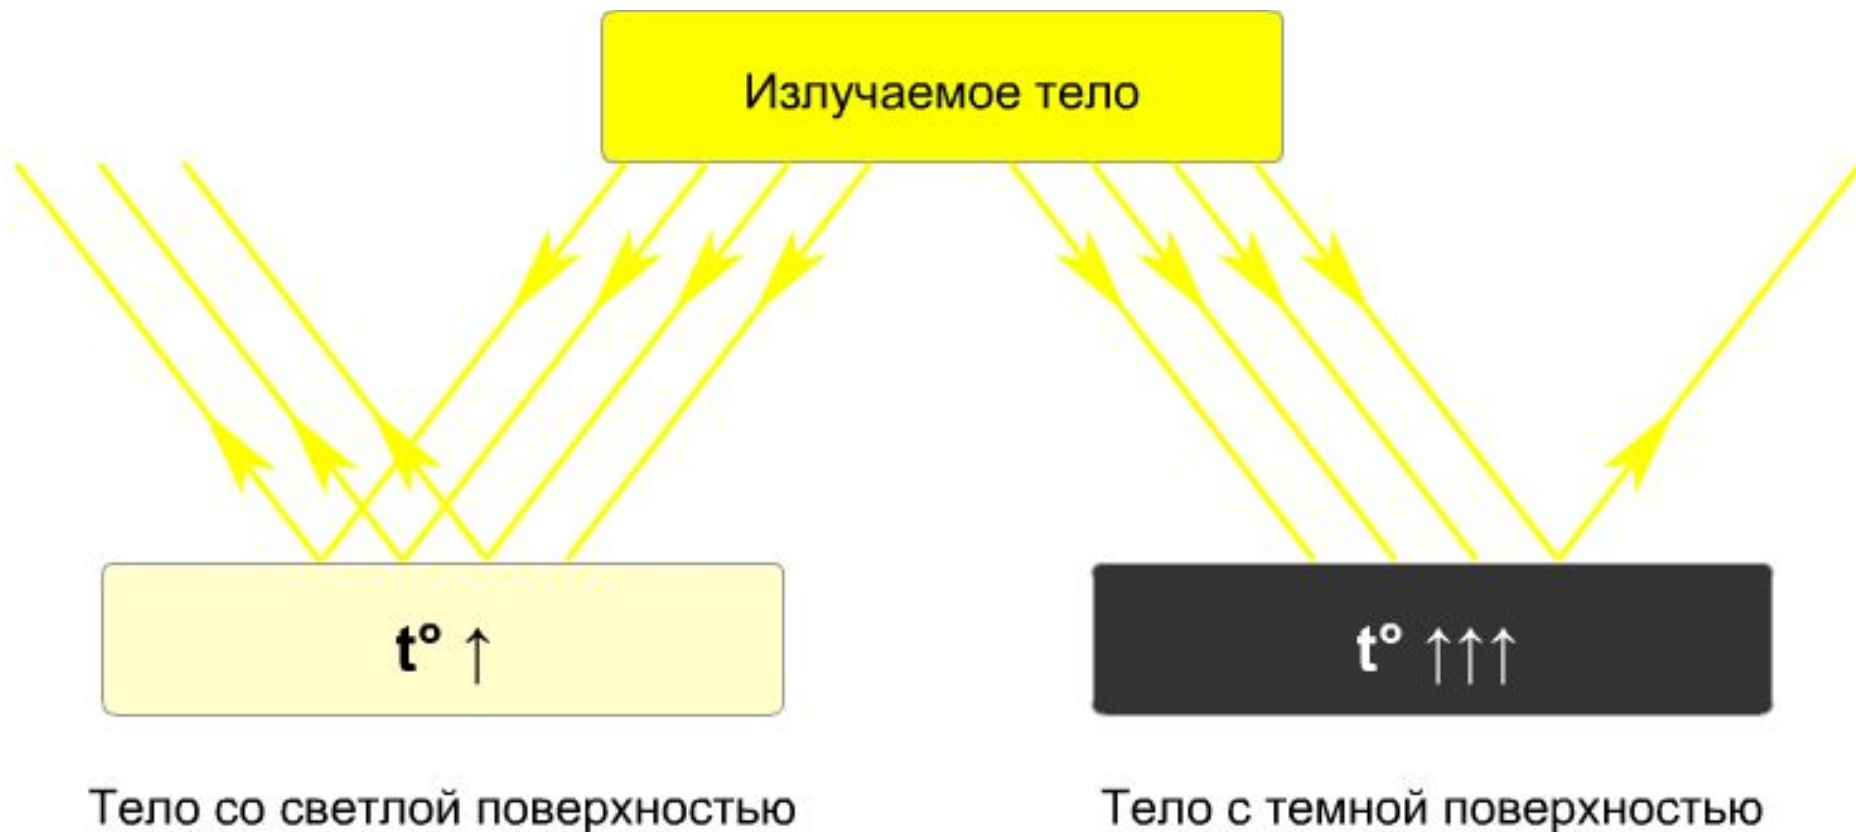 Излучаемое тело
t° ↑
t° ↑↑↑
Тело со светлой поверхностью
Тело с темной поверхностью